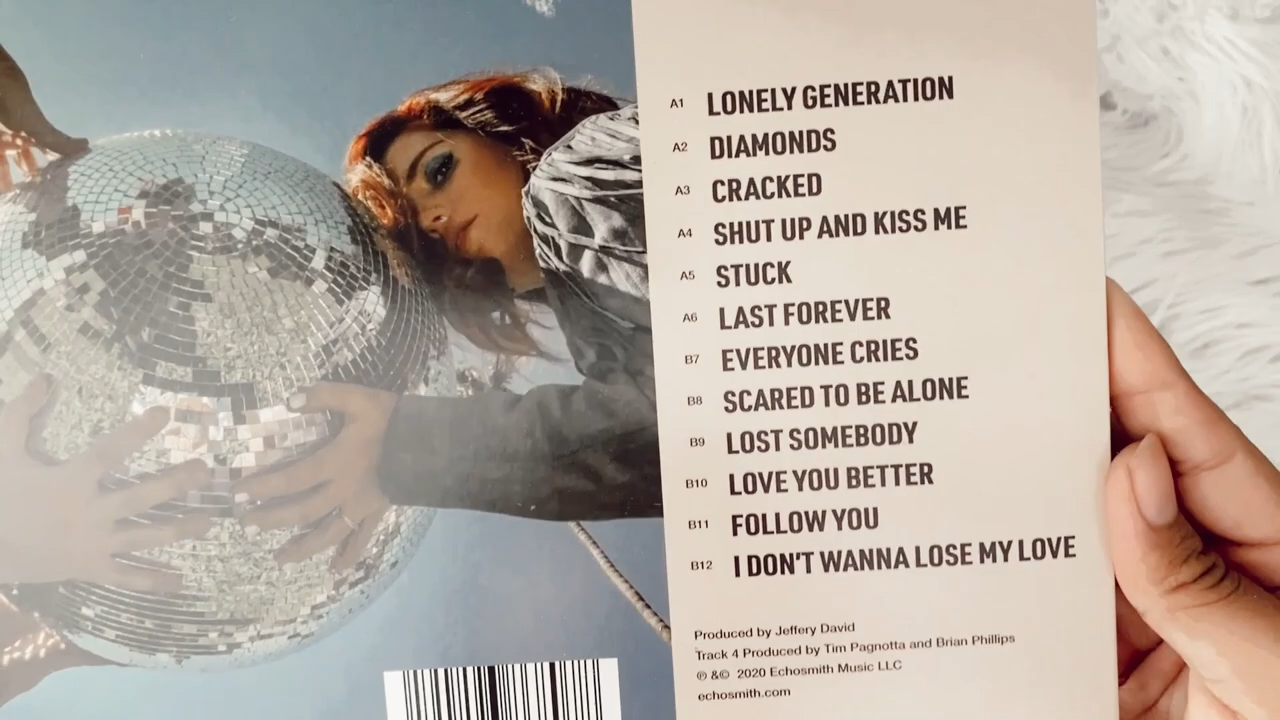 A1 LONELY GENERATION
A2 DIAMONDS
A3 CRACKED
A4 SHUT UP AND KISS ME
A5 STUCK
A6 LAST FOREVER
B7 EVERYONE CRIES
B8 SCARED TO BE ALONE
B9 LOST SOMEBODY
B10 LOVE YOU BETTER
B11 FOLLOW YOU
B12 I DON'T WANNA LOSE MY LOVE
Produced by Jeffery David
Track 4 Produced by Tim Pagnotta and Brian Phillips
℗ &© 2020 Echosmith Music LLC
echosmith.com